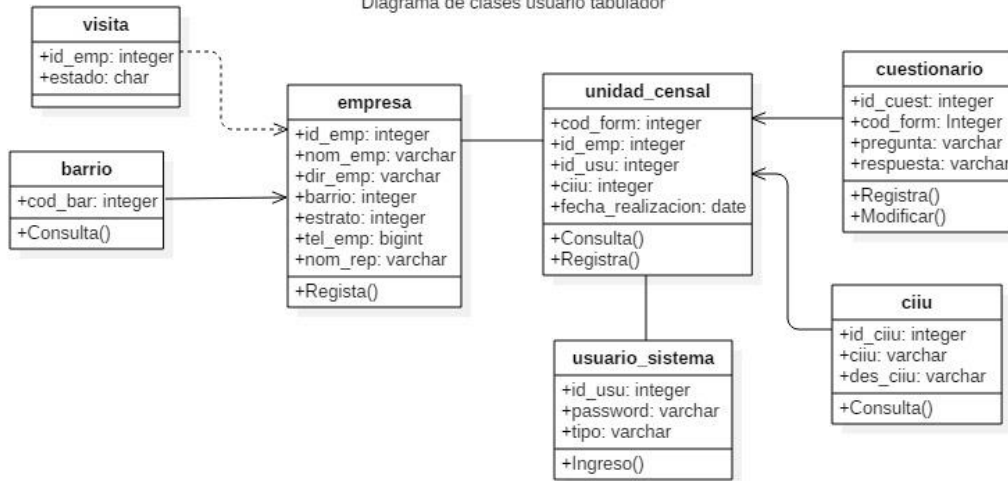 Diagrama de clases usuario tabulador
visita
+id_emp: integer
+estado: char
empresa
+id_emp: integer
+nom_emp: varchar
+dir_emp: varchar
+barrio: integer
+estrato: integer
+tel_emp: bigint
+nom_rep: varchar
+Regista()
barrio
+cod_bar: integer
+Consulta()
unidad_censal
+cod_form: integer
+id_emp: integer
+id_usu: integer
+ciiu: integer
+fecha_realizacion: date
+Consulta()
+Registra()
cuestionario
+id_cuest: integer
+cod_form: Integer
+pregunta: varchar
+respuesta: varchar
+Registra()
+Modificar()
ciiu
+id_ciiu: integer
+ciiu: varchar
+des_ciiu: varchar
+Consulta()
usuario_sistema
+id_usu: integer
+password: varchar
+tipo: varchar
+Ingreso()